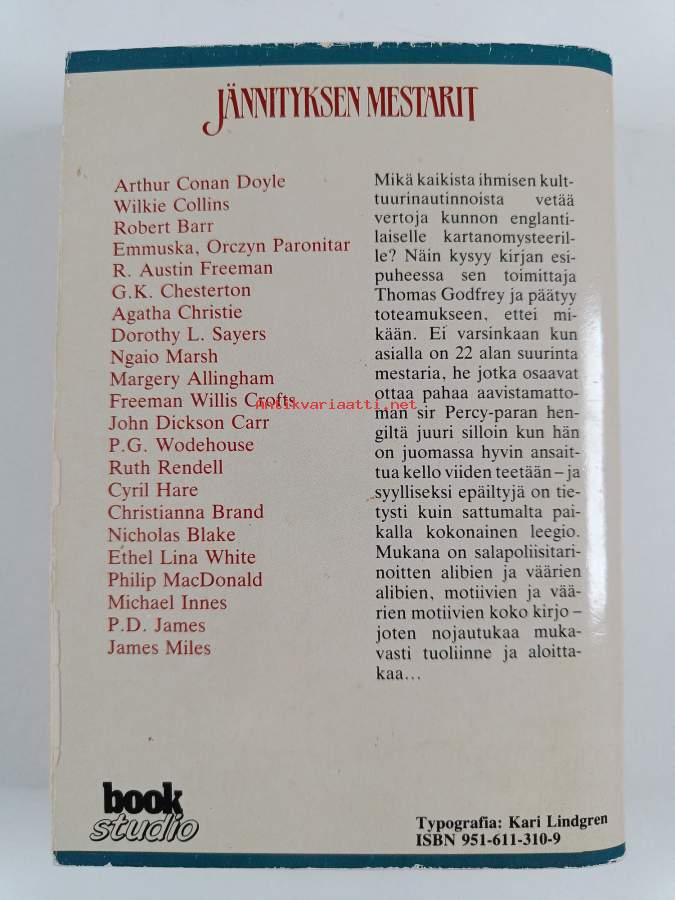 JÄNNITYKSEN MESTARIT
Arthur Conan Doyle
Wilkie Collins
Robert Barr
Emmuska, Orczyn Paronitar
R. Austin Freeman
G.K. Chesterton
Agatha Christie
Dorothy L. Sayers
Ngaio Marsh
Margery Allingham
Freeman Willis Crofts
John Dickson Carr
P.G. Wodehouse
Ruth Rendell
Cyril Hare
Christianna Brand
Nicholas Blake
Ethel Lina White
Philip MacDonald
Michael Innes
P.D. James
James Miles
Mikä kaikista ihmisen kult-
tuurinautinnoista vetää
vertoja kunnon englanti-
laiselle kartanomysteeril-
le? Näin kysyy kirjan esi-
puheessa sen toimittaja
Thomas Godfrey ja päätyy
toteamukseen, ettei mi-
kään. Ei varsinkaan kun
asialla on 22 alan suurinta
mestaria, he jotka osaavat
ottaa pahaa aavistamatto-
man sir Percy-paran hen-
giltä juuri silloin kun hän
on juomassa hyvin ansait-
tua kello viiden teetään – ja
syylliseksi epäiltyjä on tie-
tysti kuin sattumalta pai-
kalla kokonainen leegio.
Mukana on salapoliisitari-
noitten alibien ja väärien
alibien, motiivien ja vää-
rien motiivien koko kirjo –
joten nojautukaa muka-
vasti tuoliinne ja aloitta-
kaa...
Antikvariaatti.net
book
studio
Typografia: Kari Lindgren
ISBN 951-611-310-9